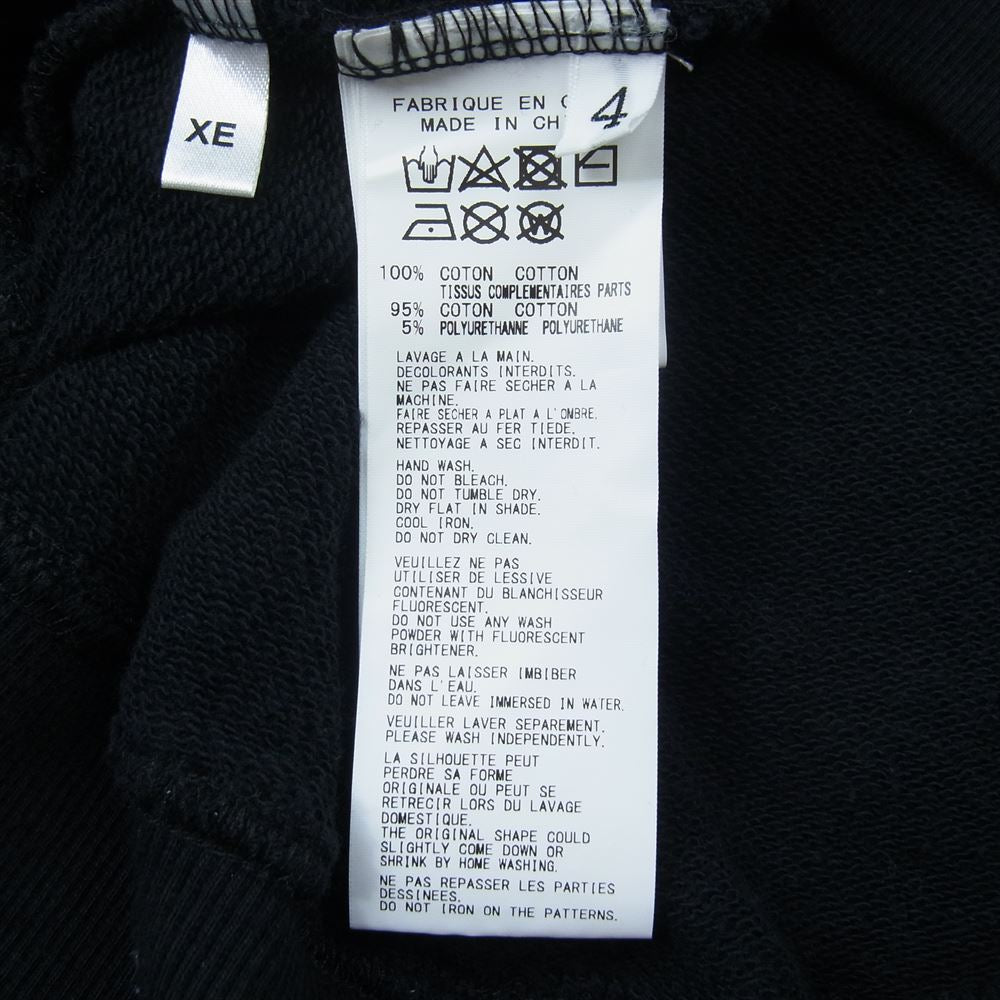 XE
4
FABRIQUE EN
MADE IN
100% COTON COTTON
TISSUS COMPLEMENTAIRES PARTS
95% COTON COTTON
5% POLYURETHANNE POLYURETHANE
LAVAGE A LA MAIN.
DECOLORANTS INTERDITS.
NE PAS FAIRE SECHER A LA
MACHINE.
FAIRE SECHER A PLAT A L'OMBRE.
REPASSER AU FER TIEDE.
NETTOYAGE A SEC INTERDIT.
HAND WASH.
DO NOT BLEACH.
DO NOT TUMBLE DRY.
DRY FLAT IN SHADE.
COOL IRON.
DO NOT DRY CLEAN.
VEUILLEZ NE PAS
UTILISER DE LESSIVE
CONTENANT DU BLANCHISSEUR
FLUORESCENT.
DO NOT USE ANY WASH
POWDER WITH FLUORESCENT
BRIGHTENER.
NE PAS LAISSER IMBIBER
DANS L'EAU.
DO NOT LEAVE IMMERSED IN WATER.
VEUILLER LAVER SEPAREMENT.
PLEASE WASH INDEPENDENTLY.
LA SILHOUETTE PEUT
PERDRE SA FORME
ORIGINALE OU PEUT SE
RETRECIR LORS DU LAVAGE
DOMESTIQUE.
THE ORIGINAL SHAPE COULD
SLIGHTLY COME DOWN OR
SHRINK BY HOME WASHING.
NE PAS REPASSER LES PARTIES
DESSINEES.
DO NOT IRON ON THE PATTERNS.